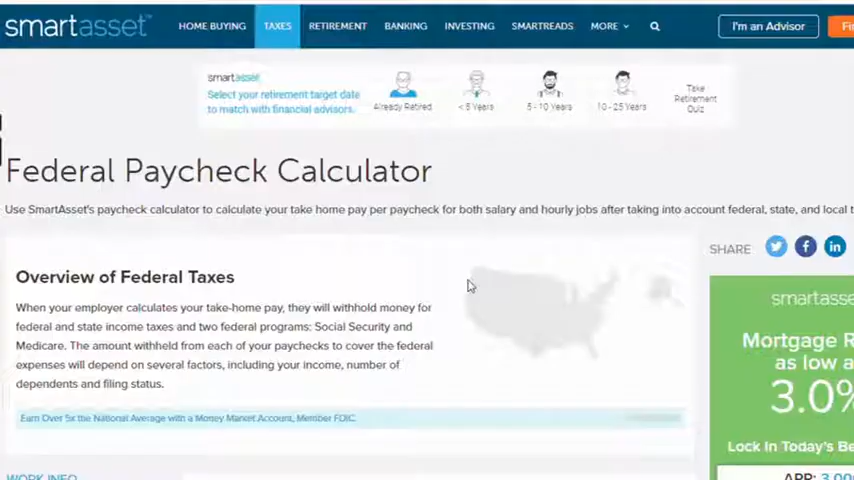 smartasset™ HOME BUYING TAXES RETIREMENT BANKING INVESTING SMARTREADS MORE I'm an Advisor
smartasset
Select your retirement target date
to match with financial advisors.
Already Retired
< 5 Years
5 - 10 Years
10 - 25 Years
Take
Retirement
Quiz
Federal Paycheck Calculator
Use SmartAsset's paycheck calculator to calculate your take home pay per paycheck for both salary and hourly jobs after taking into account federal, state, and local
Overview of Federal Taxes
When your employer calculates your take-home pay, they will withhold money for
federal and state income taxes and two federal programs: Social Security and
Medicare. The amount withheld from each of your paychecks to cover the federal
expenses will depend on several factors, including your income, number of
dependents and filing status.
Earn Over 5x the National Average with a Money Market Account, Member FDIC.
WORK INFO
SHARE
smartasse
Mortgage R
as low a
3.0%
Lock In Today's Be
APR: 3.00